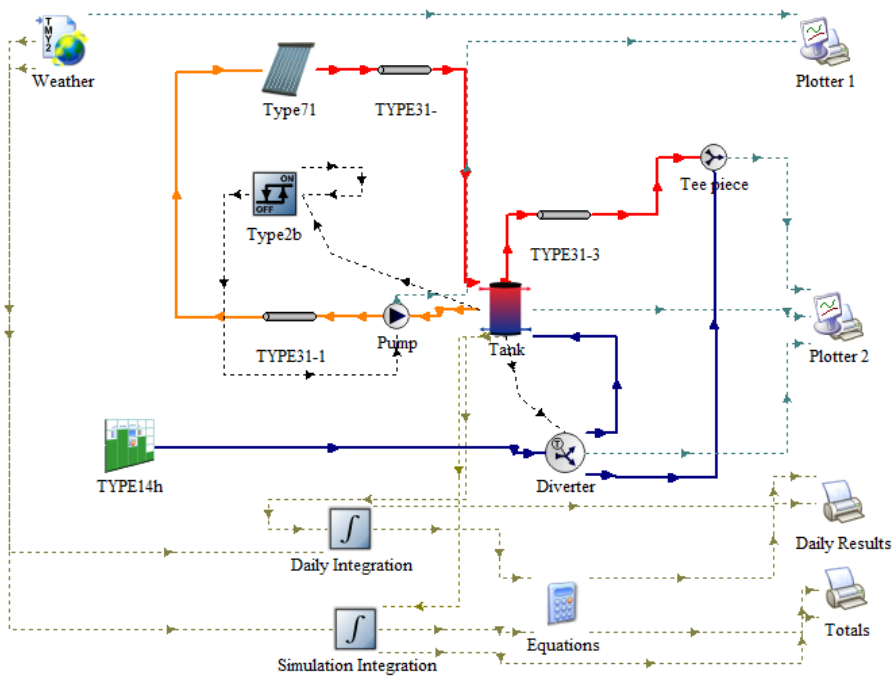 TMY2
Weather
Plotter 1
Type71
TYPE31-
Tee piece
ON
OFF
Type2b
TYPE31-3
TYPE31-1
Pump
Tank
Plotter 2
TYPE14h
T
Diverter
∫
Daily Integration
Daily Results
∫
Simulation Integration
Equations
Totals